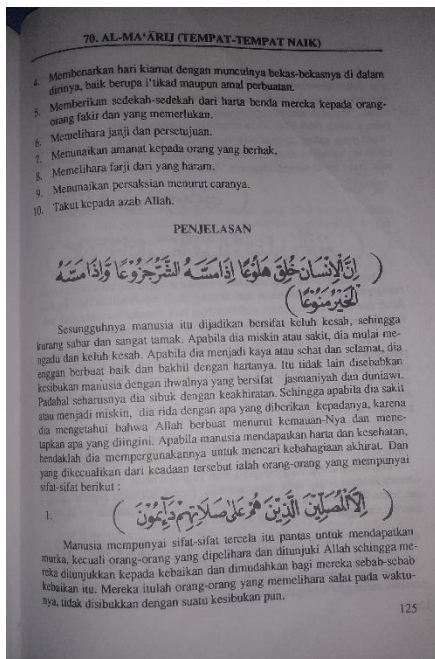 70. AL-MA'ĀRIJ (TEMPAT-TEMPAT NAIK)
4. Membenarkan hari kiamat dengan munculnya bekas-bekasnya di dalam
dirinya, baik berupa i'tikad maupun amal perbuatan.
5. Memberikan sedekah-sedekah dari harta benda mereka kepada orang-
orang fakir dan yang memerlukan.
6. Memelihara janji dan persetujuan.
7. Menunaikan amanat kepada orang yang berhak.
8. Memelihara farji dari yang haram.
9. Menunaikan persaksian menurut caranya.
10. Takut kepada azab Allah.
PENJELASAN
( إِنَّ الْإِنْسَانَ خُلِقَ هَلُوْعًا إِذَا مَسَّهُ الشَّرُّ جَزُوْعًا وَّإِذَا مَسَّهُ
الْخَيْرُ مَنُوْعًا )
Sesungguhnya manusia itu dijadikan bersifat keluh kesah, sehingga
kurang sabar dan sangat tamak. Apabila dia miskin atau sakit, dia mulai me-
ngadu dan keluh kesah. Apabila dia menjadi kaya atau sehat dan selamat, dia
enggan berbuat baik dan bakhil dengan hartanya. Itu tidak lain disebabkan
kesibukan manusia dengan ihwalnya yang bersifat jasmaniyah dan duniawi.
Padahal seharusnya dia sibuk dengan keakhiratan. Sehingga apabila dia sakit
atau menjadi miskin, dia rida dengan apa yang diberikan kepadanya, karena
dia mengetahui bahwa Allah berbuat menurut kemauan-Nya dan mene-
tapkan apa yang diingini. Apabila manusia mendapatkan harta dan kesehatan,
hendaklah dia mempergunakannya untuk mencari kebahagiaan akhirat. Dan
yang dikecualikan dari keadaan tersebut ialah orang-orang yang mempunyai
sifat-sifat berikut :
1. ( إِلَّا الْمُصَلِّيْنَ الَّذِيْنَ هُمْ عَلٰى صَلَاتِهِمْ دَآئِمُوْنَ )
Manusia mempunyai sifat-sifat tercela itu pantas untuk mendapatkan
murka, kecuali orang-orang yang dipelihara dan ditunjuki Allah sehingga me-
reka ditunjukkan kepada kebaikan dan dimudahkan bagi mereka sebab-sebab
kebaikan itu. Mereka itulah orang-orang yang memelihara salat pada waktu-
nya, tidak disibukkan dengan suatu kesibukan pun.
125